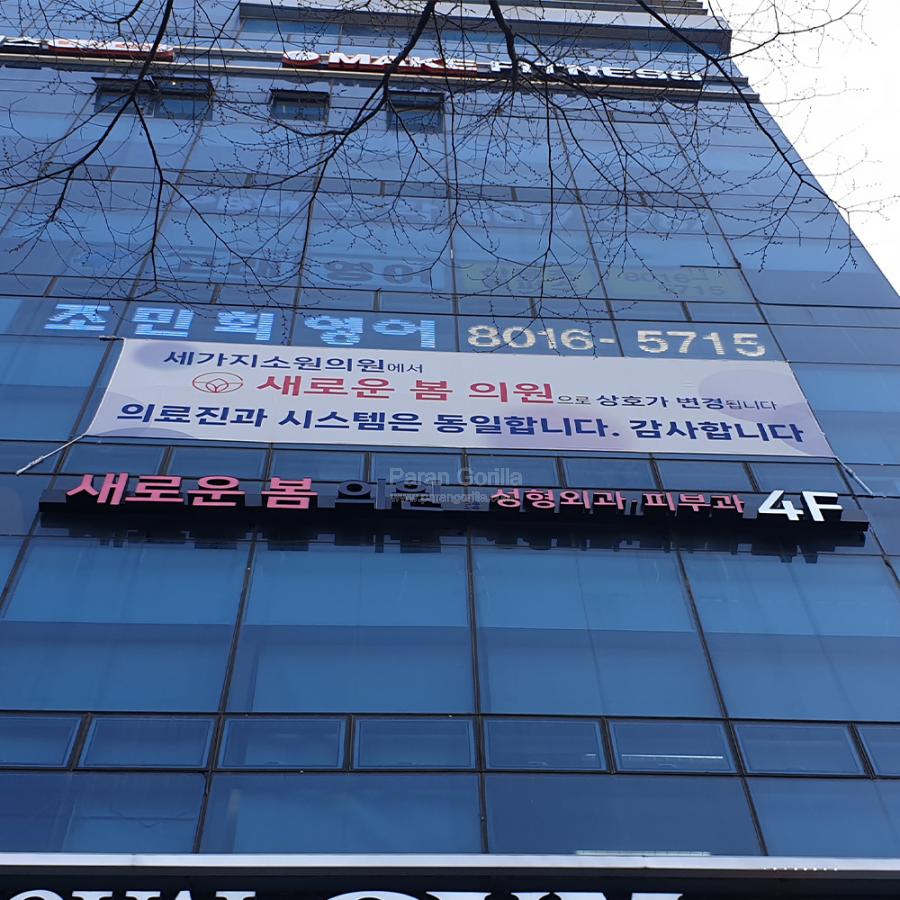 MAKE FITNESS
조민희 영어 8016-5715
세가지소원의원에서
새로운 봄 의원으로 상호가 변경됩니다
의료진과 시스템은 동일합니다. 감사합니다
새로운 봄 의원 성형외과, 피부과 4F
Paran Gorilla